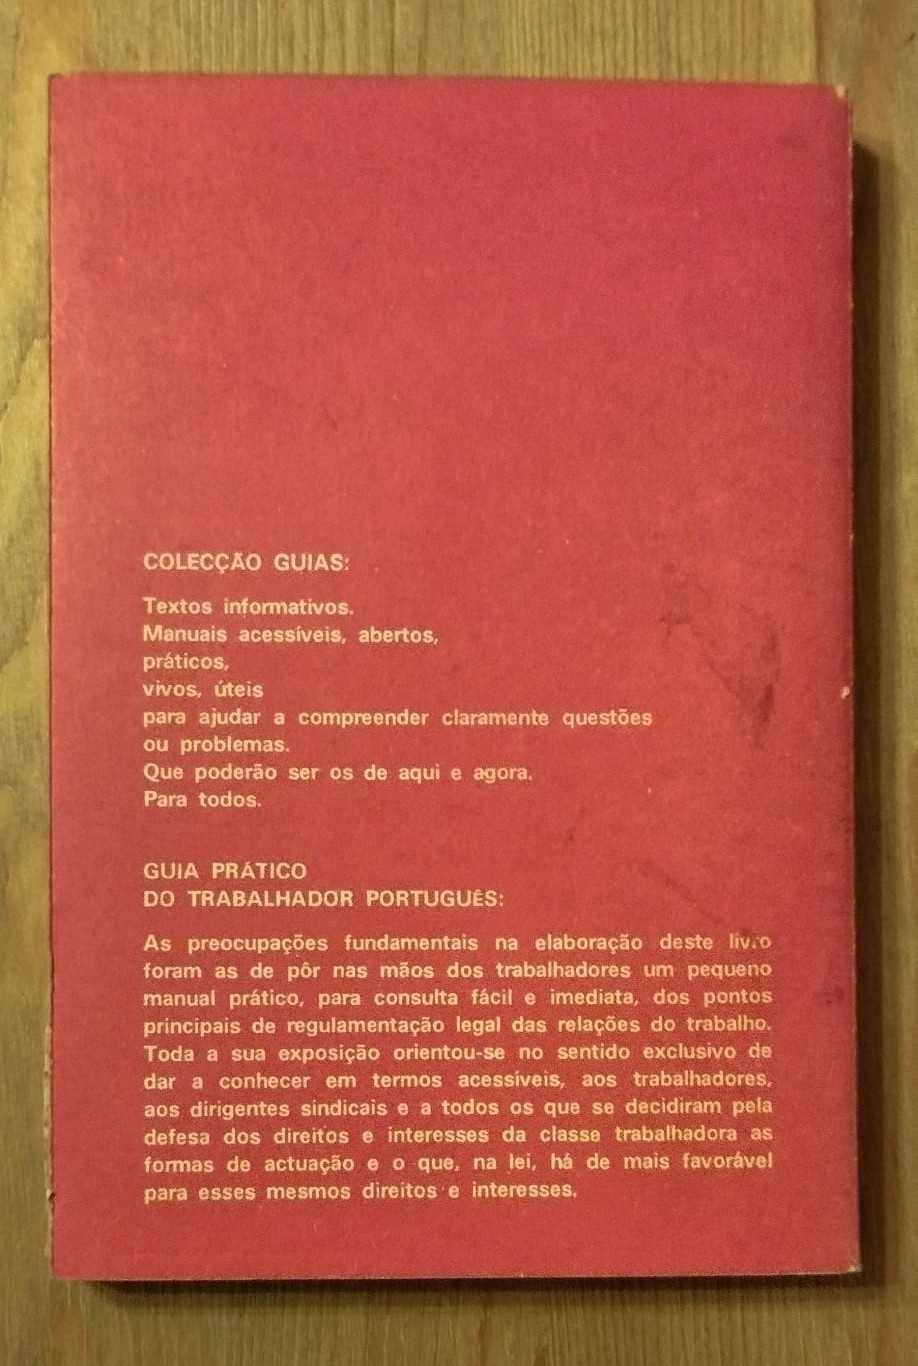 COLECÇÃO GUIAS:
Textos informativos.
Manuais acessíveis, abertos,
práticos,
vivos, úteis
para ajudar a compreender claramente questões
ou problemas.
Que poderão ser os de aqui e agora.
Para todos.
GUIA PRÁTICO
DO TRABALHADOR PORTUGUÊS:
As preocupações fundamentais na elaboração deste livro
foram as de pôr nas mãos dos trabalhadores um pequeno
manual prático, para consulta fácil e imediata, dos pontos
principais de regulamentação legal das relações do trabalho.
Toda a sua exposição orientou-se no sentido exclusivo de
dar a conhecer em termos acessíveis, aos trabalhadores,
aos dirigentes sindicais e a todos os que se decidiram pela
defesa dos direitos e interesses da classe trabalhadora as
formas de actuação e o que, na lei, há de mais favorável
para esses mesmos direitos e interesses.